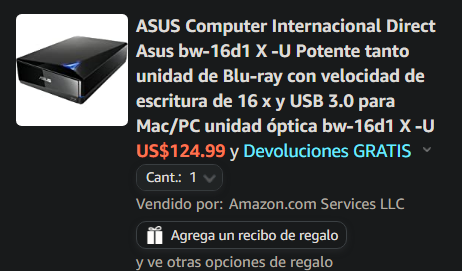 ASUS Computer Internacional Direct
Asus bw-16d1 X -U Potente tanto
unidad de Blu-ray con velocidad de
escritura de 16 x y USB 3.0 para
Mac/PC unidad óptica bw-16d1 X -U
US$124.99 y Devoluciones GRATIS
Cant.: 1
Vendido por: Amazon.com Services LLC
Agrega un recibo de regalo
y ve otras opciones de regalo
ASUS